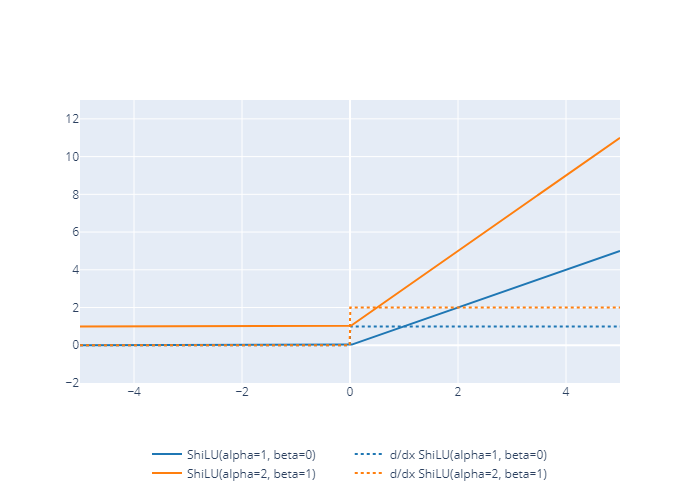 12
10
8
6
4
2
0
−2
−4 −2 0 2 4
ShiLU(alpha=1, beta=0) d/dx ShiLU(alpha=1, beta=0)
ShiLU(alpha=2, beta=1) d/dx ShiLU(alpha=2, beta=1)